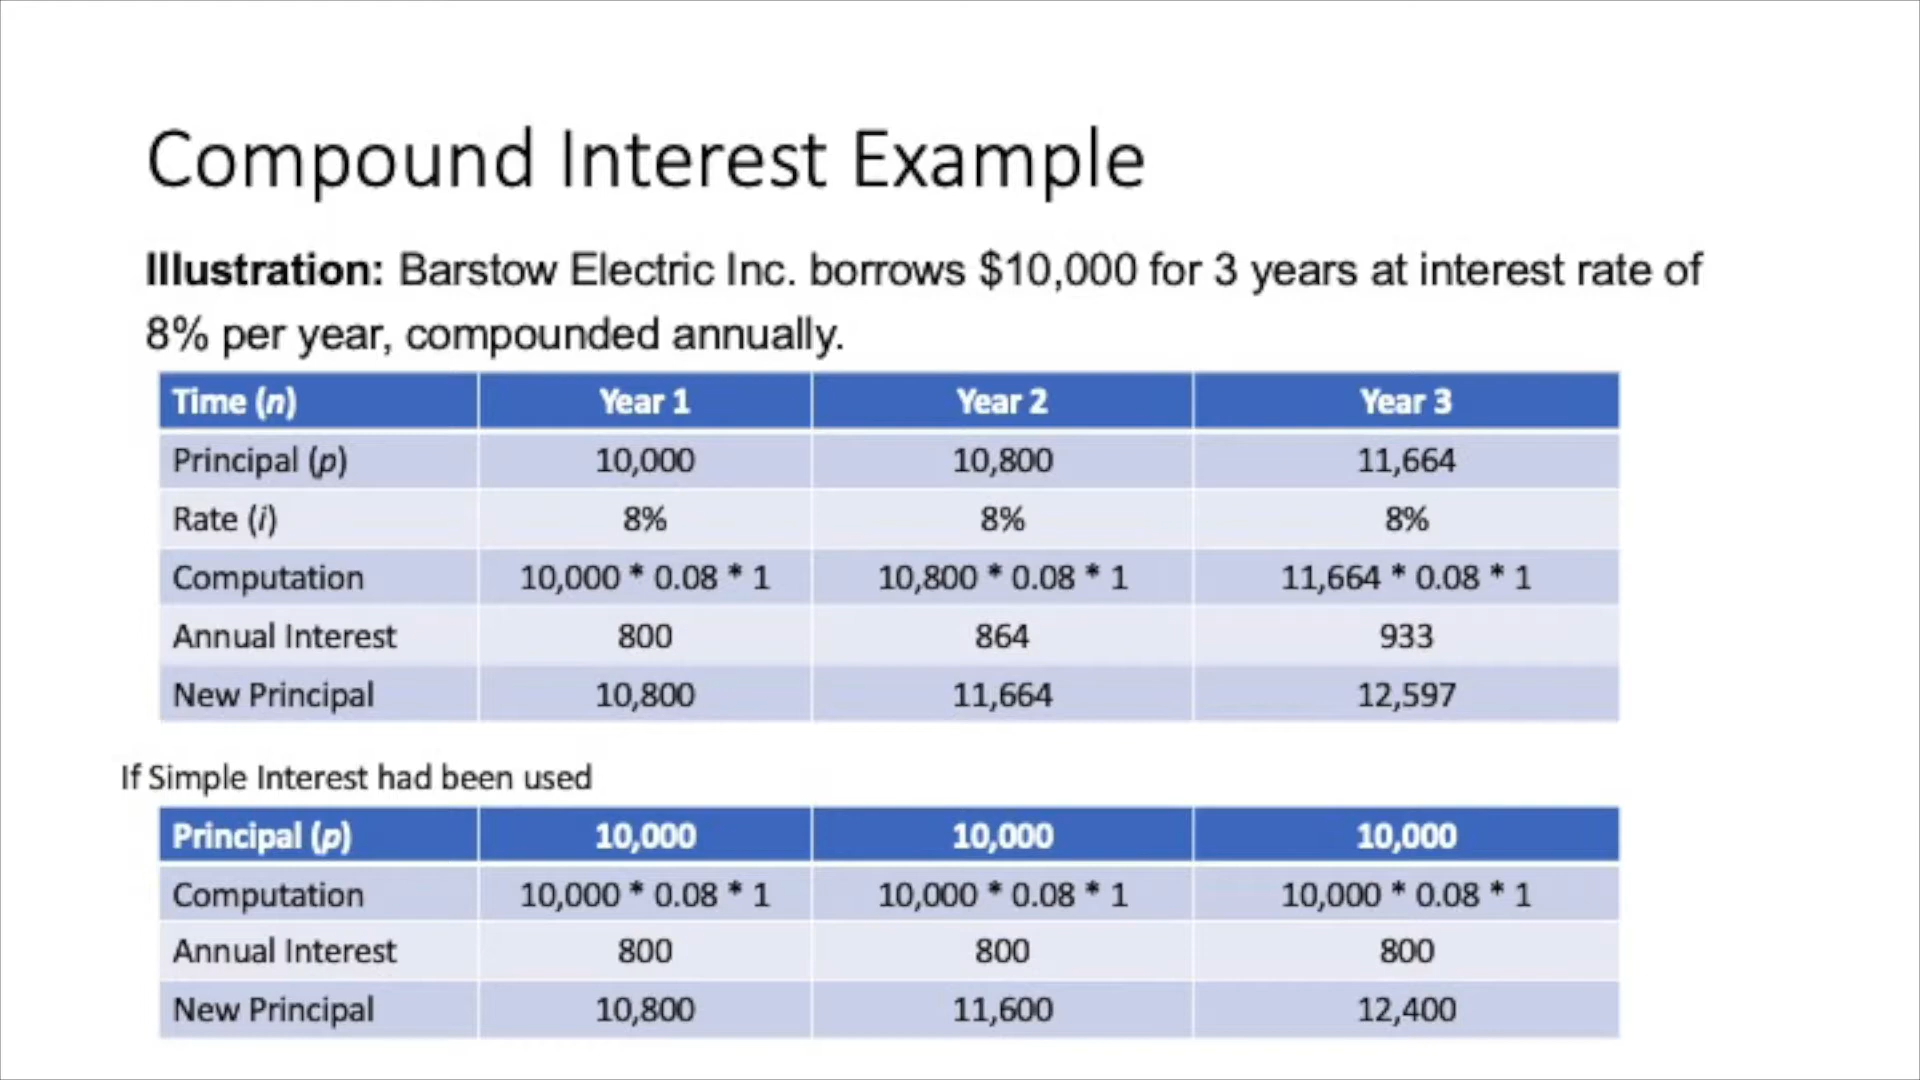 Compound Interest Example
Illustration: Barstow Electric Inc. borrows $10,000 for 3 years at interest rate of
8% per year, compounded annually.
Time (n) Year 1 Year 2 Year 3
Principal (p) 10,000 10,800 11,664
Rate (i) 8% 8% 8%
Computation 10,000 * 0.08 * 1 10,800 * 0.08 * 1 11,664 * 0.08 * 1
Annual Interest 800 864 933
New Principal 10,800 11,664 12,597
If Simple Interest had been used
Principal (p) 10,000 10,000 10,000
Computation 10,000 * 0.08 * 1 10,000 * 0.08 * 1 10,000 * 0.08 * 1
Annual Interest 800 800 800
New Principal 10,800 11,600 12,400